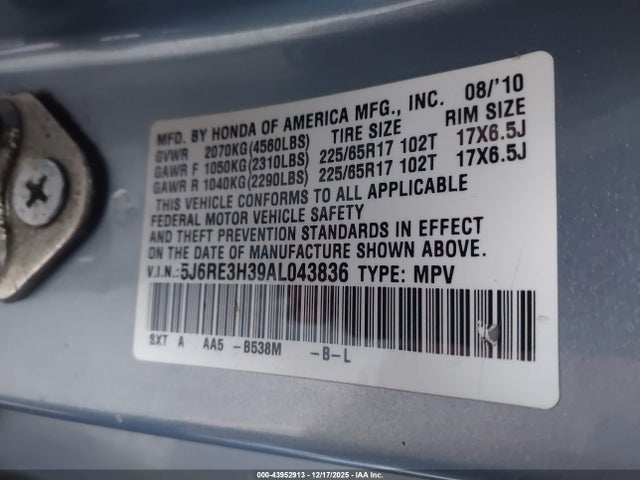 MFD. BY HONDA OF AMERICA MFG., INC. 08/'10
GVWR 2070KG(4560LBS) TIRE SIZE RIM SIZE
GAWR F 1050KG(2310LBS) 225/65R17 102T 17X6.5J
GAWR R 1040KG(2290LBS) 225/65R17 102T 17X6.5J
THIS VEHICLE CONFORMS TO ALL APPLICABLE
FEDERAL MOTOR VEHICLE SAFETY
AND THEFT PREVENTION STANDARDS IN EFFECT
ON THE DATE OF MANUFACTURE SHOWN ABOVE.
V.I.N.:5J6RE3H39AL043836 TYPE: MPV
SXT A AA5 -B538M -B-L
000-43952913 - 12/17/2025 - IAA Inc.